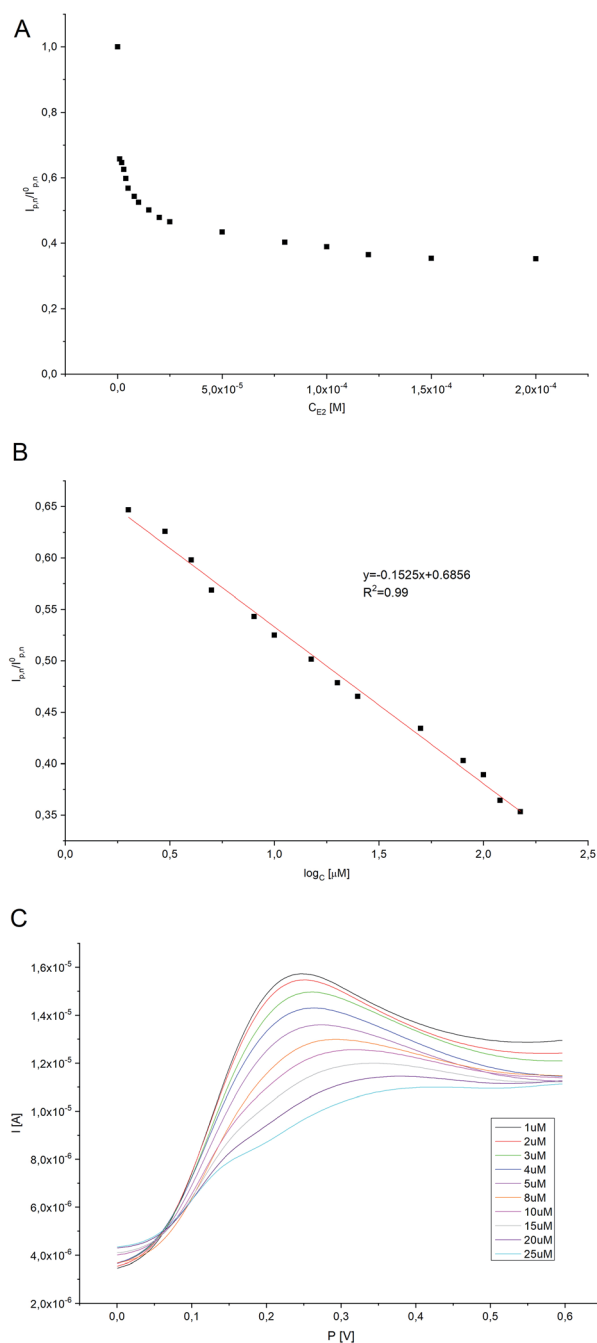 A
1,0
0,8
0,6
0,4
0,2
0,0
I_p,n/I^0_p,n
0,0
5,0x10^-5
1,0x10^-4
1,5x10^-4
2,0x10^-4
C_E2 [M]
B
0,65
0,60
0,55
0,50
0,45
0,40
0,35
I_p,n/I^0_p,n
y=-0.1525x+0.6856
R^2=0.99
0,0
0,5
1,0
1,5
2,0
2,5
log_C [µM]
C
1,6x10^-5
1,4x10^-5
1,2x10^-5
1,0x10^-5
8,0x10^-6
6,0x10^-6
4,0x10^-6
2,0x10^-6
I [A]
1uM
2uM
3uM
4uM
5uM
8uM
10uM
15uM
20uM
25uM
0,0
0,1
0,2
0,3
0,4
0,5
0,6
P [V]